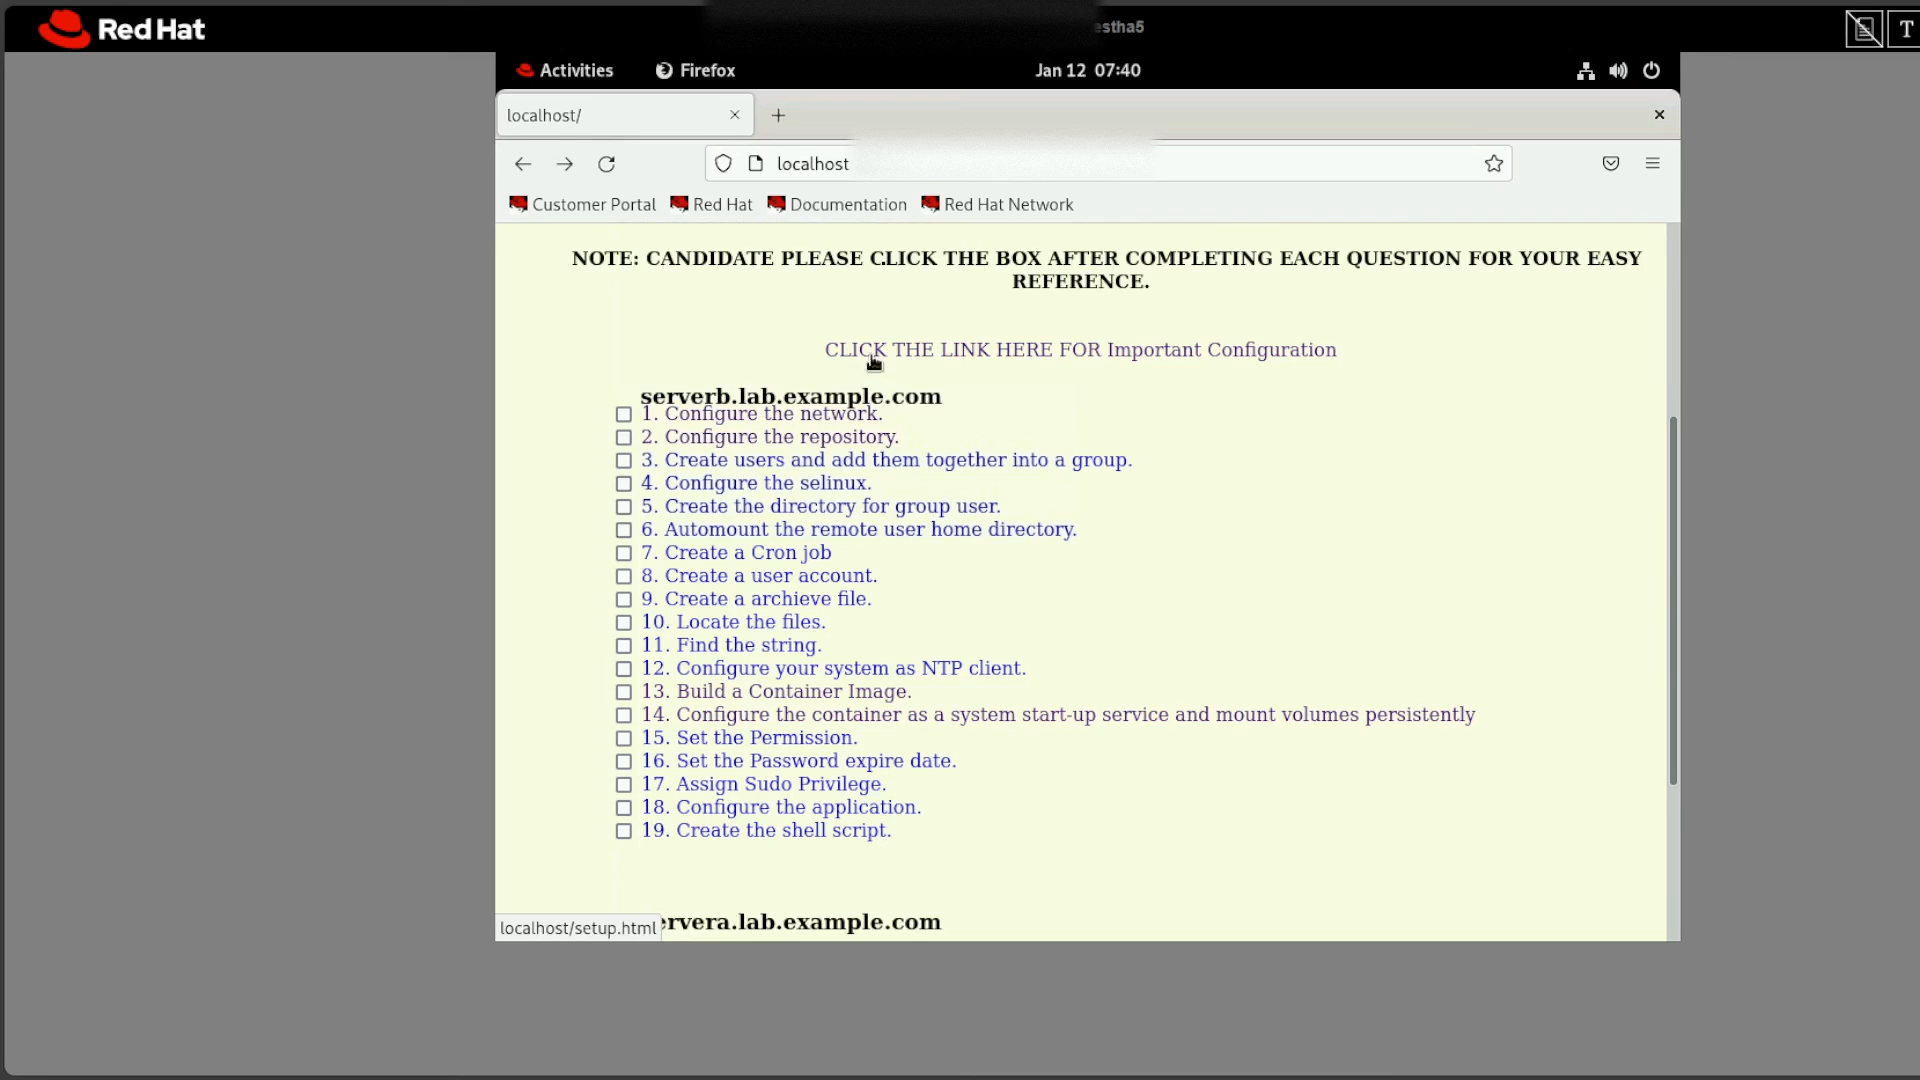 Red Hat
estha5
T
Activities
Firefox
Jan 12 07:40
localhost/
localhost
Customer Portal
Red Hat
Documentation
Red Hat Network
NOTE: CANDIDATE PLEASE CLICK THE BOX AFTER COMPLETING EACH QUESTION FOR YOUR EASY
REFERENCE.
CLICK THE LINK HERE FOR Important Configuration
serverb.lab.example.com
1. Configure the network.
2. Configure the repository.
3. Create users and add them together into a group.
4. Configure the selinux.
5. Create the directory for group user.
6. Automount the remote user home directory.
7. Create a Cron job
8. Create a user account.
9. Create a archieve file.
10. Locate the files.
11. Find the string.
12. Configure your system as NTP client.
13. Build a Container Image.
14. Configure the container as a system start-up service and mount volumes persistently
15. Set the Permission.
16. Set the Password expire date.
17. Assign Sudo Privilege.
18. Configure the application.
19. Create the shell script.
ervera.lab.example.com
localhost/setup.html